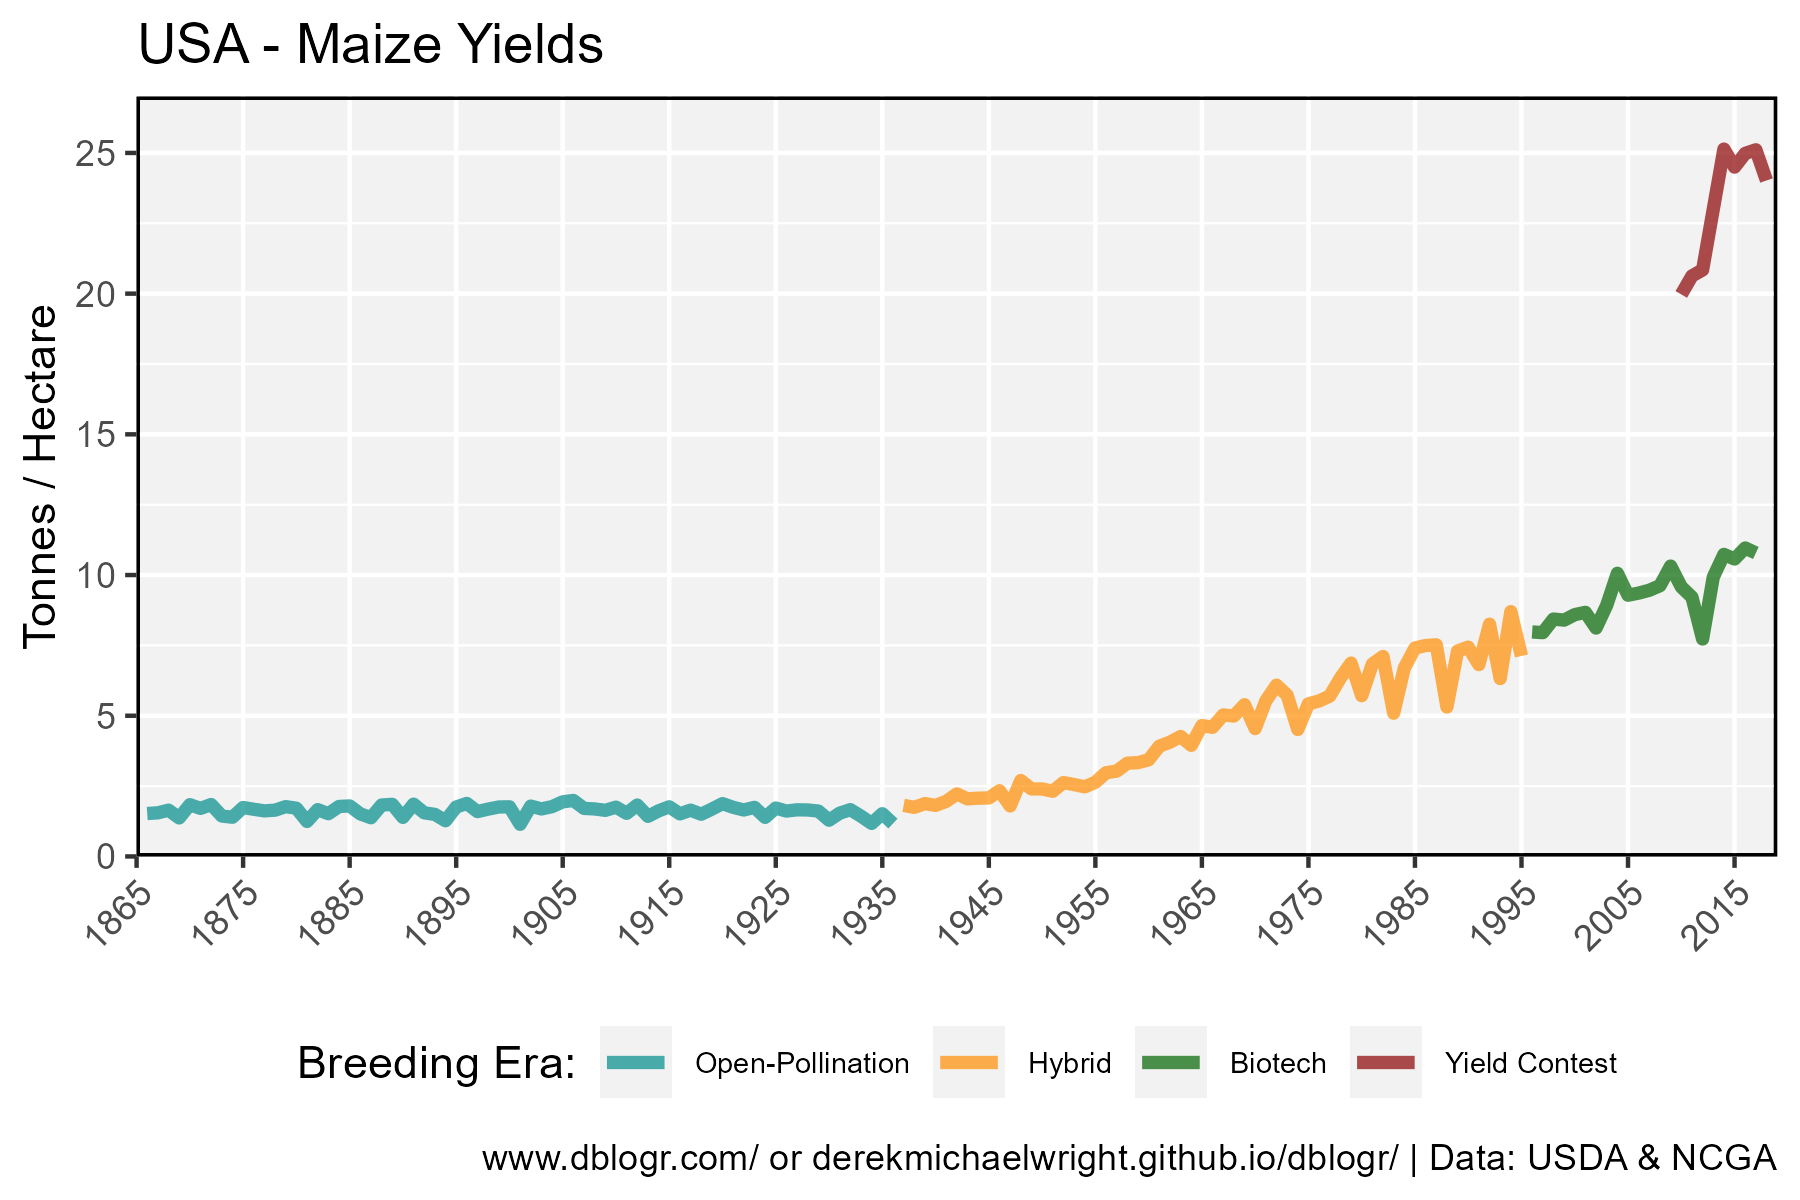 USA - Maize Yields
Tonnes / Hectare
25
20
15
10
5
0
1865 1875 1885 1895 1905 1915 1925 1935 1945 1955 1965 1975 1985 1995 2005 2015
Breeding Era: Open-Pollination Hybrid Biotech Yield Contest
www.dblogr.com/ or derekmichaelwright.github.io/dblogr/ | Data: USDA & NCGA